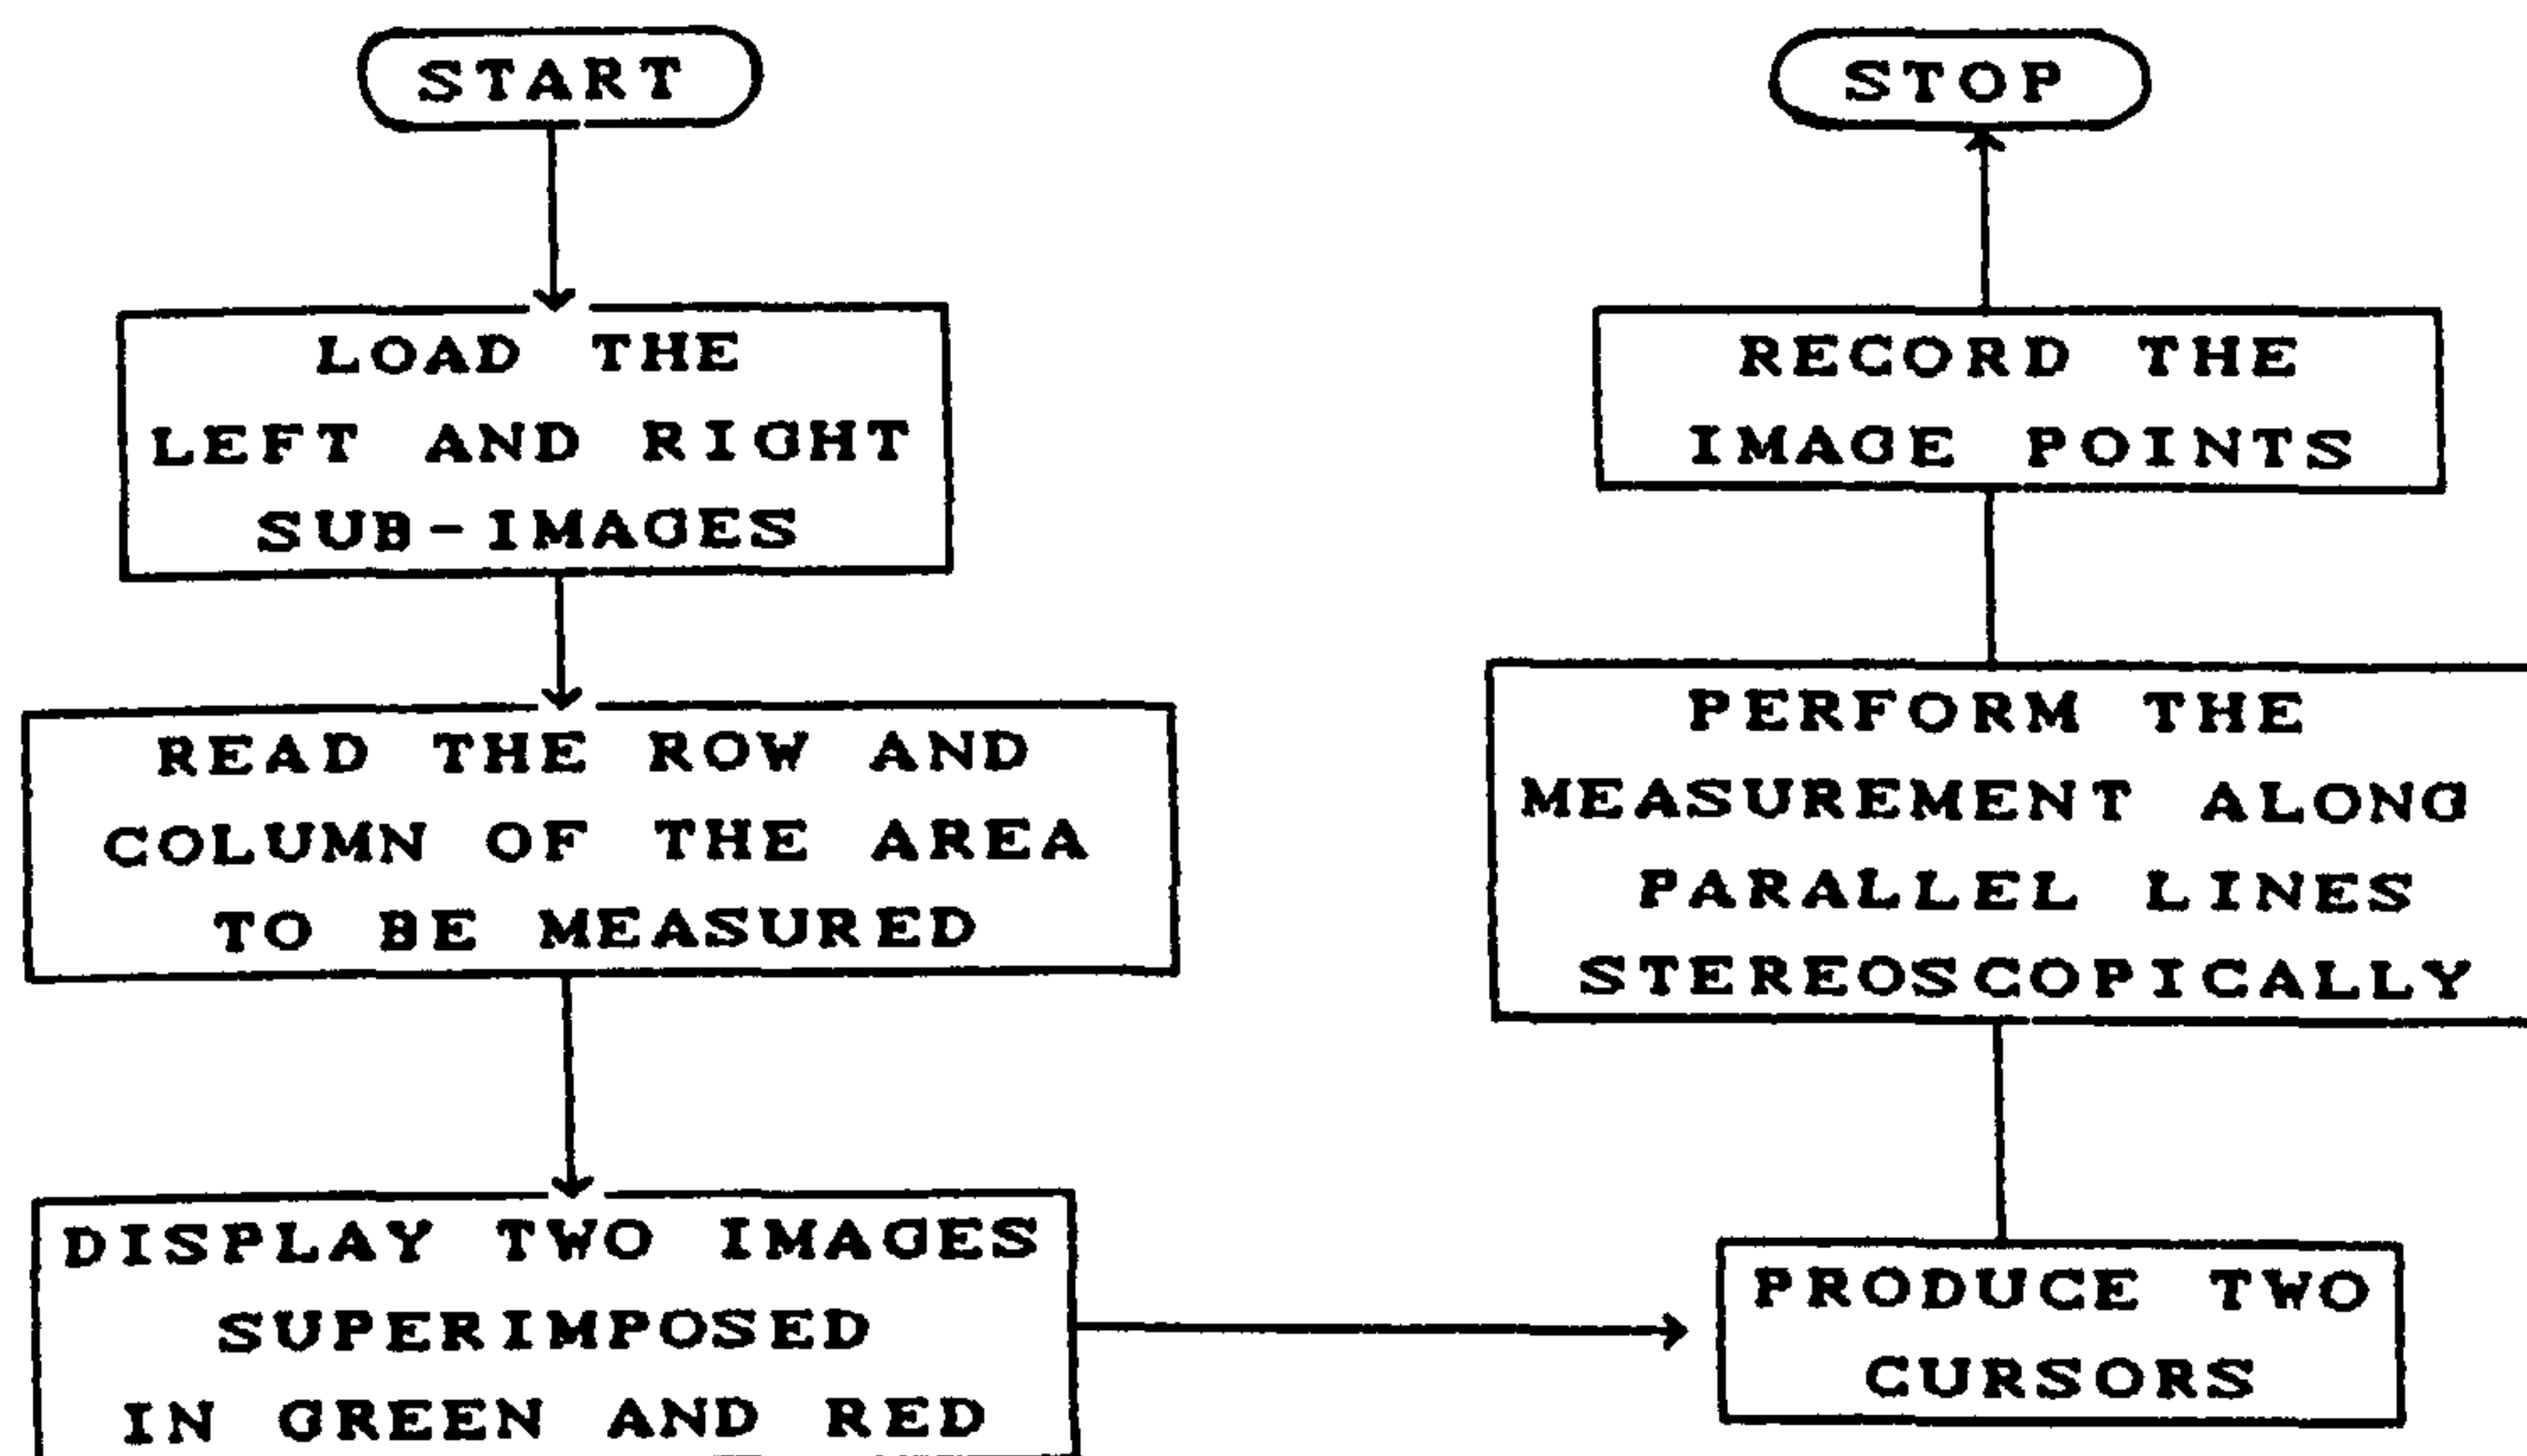 START
LOAD THE
LEFT AND RIGHT
SUB-IMAGES
READ THE ROW AND
COLUMN OF THE AREA
TO BE MEASURED
DISPLAY TWO IMAGES
SUPERIMPOSED
IN GREEN AND RED
PRODUCE TWO
CURSORS
PERFORM THE
MEASUREMENT ALONG
PARALLEL LINES
STEREOSCOPICALLY
RECORD THE
IMAGE POINTS
STOP